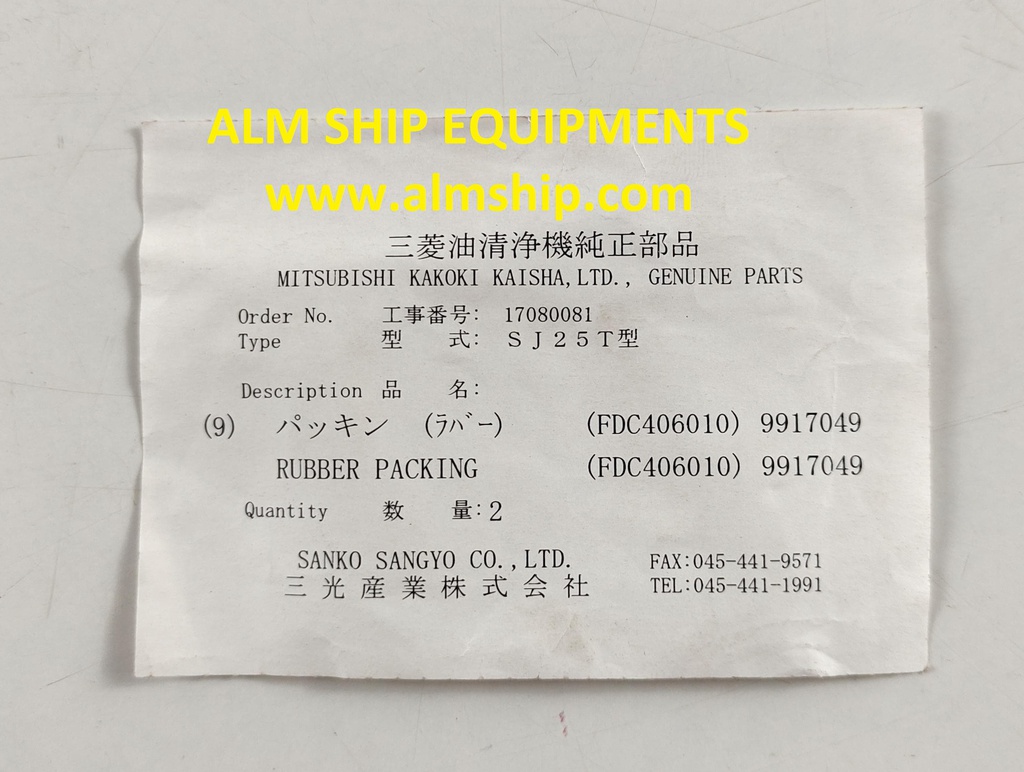 ALM SHIP EQUIPMENTS
www.almship.com
三菱油清浄機純正部品
MITSUBISHI KAKOKI KAISHA,LTD., GENUINE PARTS
Order No. 工事番号: 17080081
Type 型 式: ＳＪ２５Ｔ型
Description 品 名:
(9) パッキン (ﾗﾊﾞｰ) (FDC406010) 9917049
RUBBER PACKING (FDC406010) 9917049
Quantity 数 量: 2
SANKO SANGYO CO.,LTD. FAX:045-441-9571
三光産業株式会社 TEL:045-441-1991